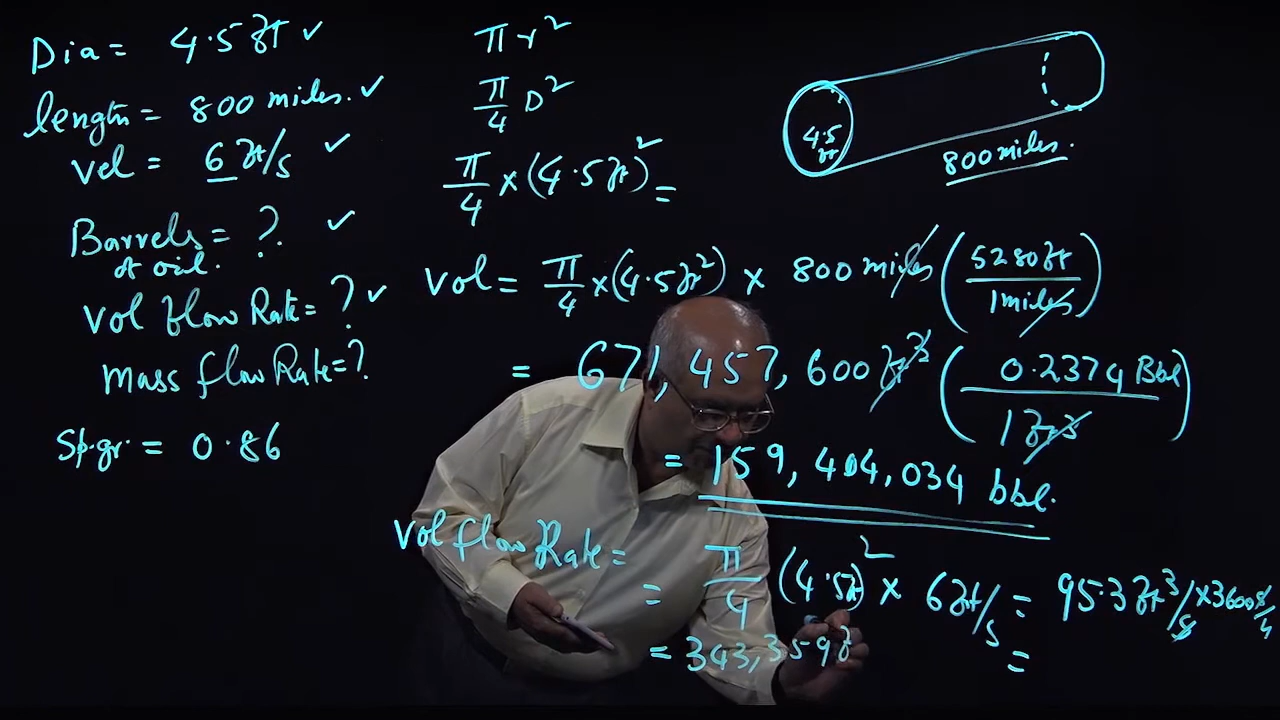 Dia = 4.5 ft ✓
length = 800 miles. ✓
vel = 6 ft/s ✓
Barrels = ? ✓
of oil.
Vol flow Rate = ? ✓
Mass flow Rate = ?
Sp.gr = 0.86
π r²
π/4 D²
π/4 × (4.5 ft)² =
4.5 ft
800 miles.
Vol = π/4 × (4.5 ft²) × 800 miles (5280 ft / 1 miles)
= 671,457,600 ft³ (0.2374 Bbl / 1 ft³)
= 159,404,034 bbl.
Vol flow Rate =
= π/4 (4.5 ft)² × 6 ft/s = 95.3 ft³/s × 3600 s/h
= 343,359 f
=